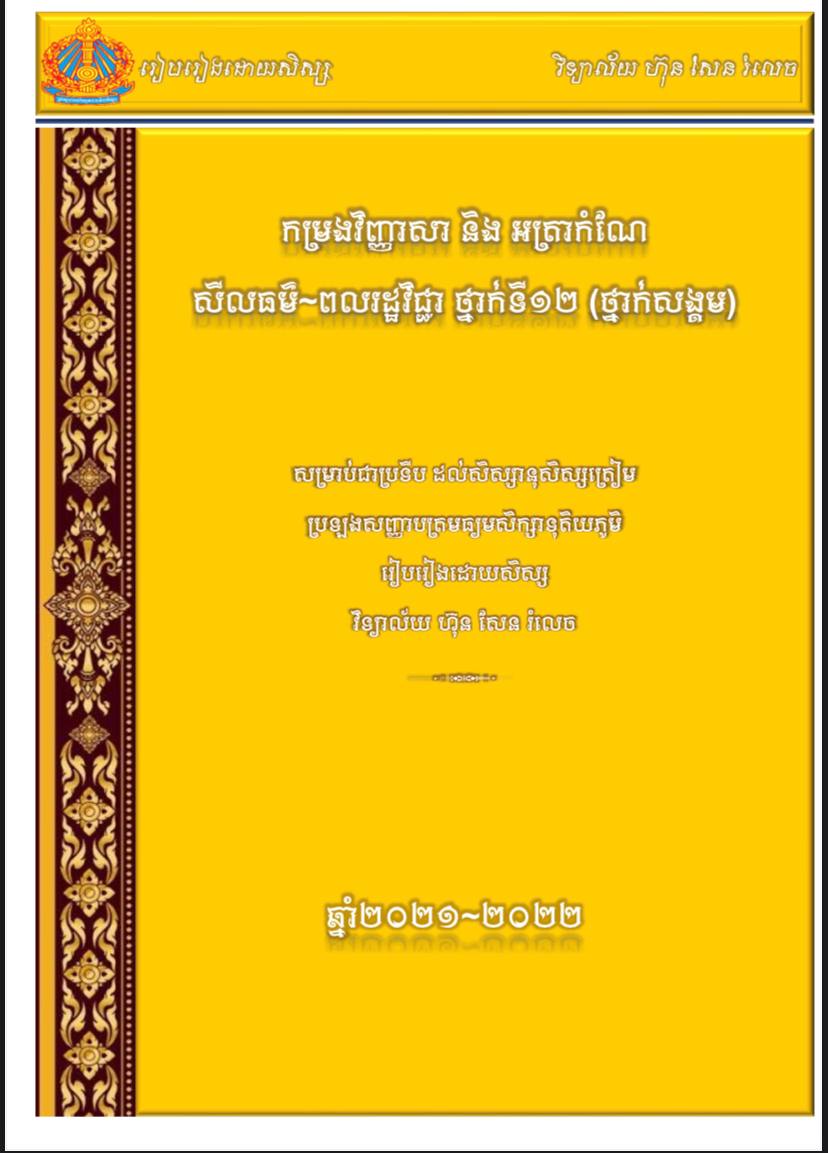 រៀបរៀងដោយសិស្ស
វិទ្យាល័យ ហ៊ុន សែន រំលេច
កម្រងវិញ្ញាសា និង អត្រាកំណែ
សីលធម៌~ពលរដ្ឋវិជ្ជា ថ្នាក់ទី១២ (ថ្នាក់សង្គម)
សម្រាប់ជាប្រទីប ដល់សិស្សានុសិស្សត្រៀម
ប្រឡងសញ្ញាបត្រមធ្យមសិក្សាទុតិយភូមិ
រៀបរៀងដោយសិស្ស
វិទ្យាល័យ ហ៊ុន សែន រំលេច
ឆ្នាំ២០២១~២០២២